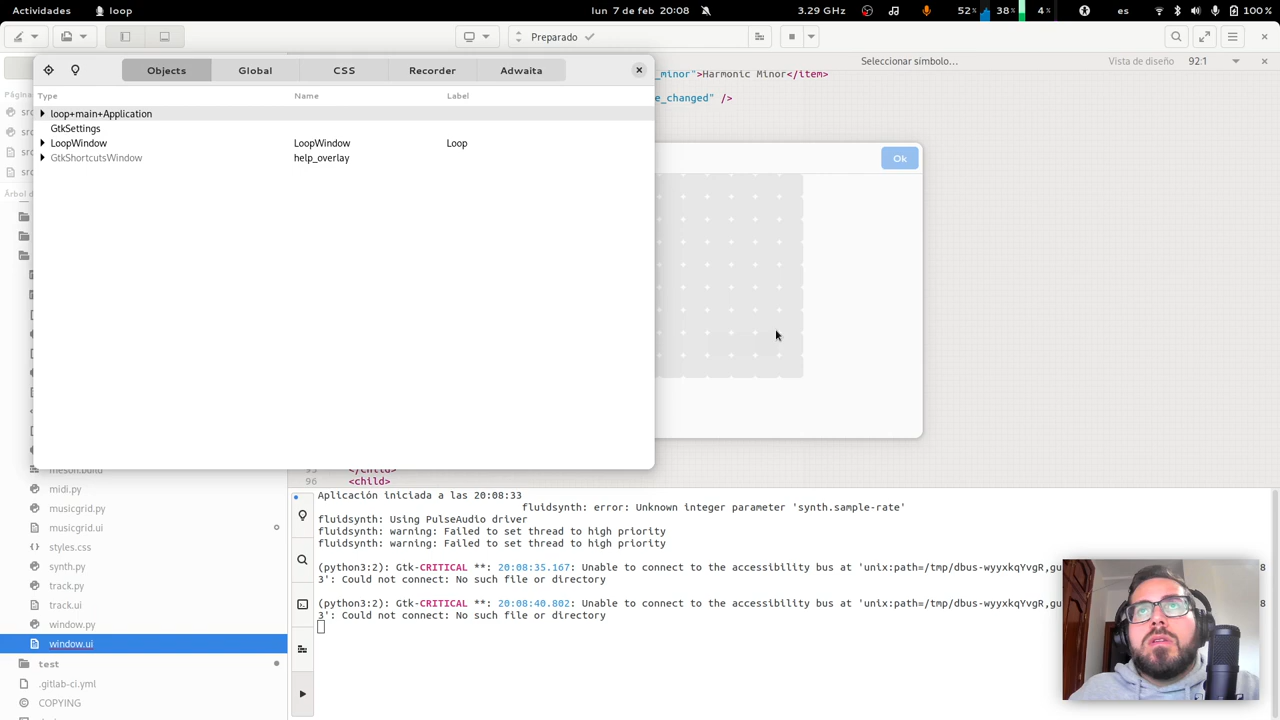 Actividades loop lun 7 de feb 20:08 3.29 GHz 52% 38% 4% es 100 %
Preparado
Objects Global CSS Recorder Adwaita
_minor">Harmonic Minor</item>
Seleccionar símbolo… Vista de diseño 92:1
Type Name Label
e_changed" />
loop+main+Application
GtkSettings
LoopWindow LoopWindow Loop
GtkShortcutsWindow help_overlay
Ok
meson.build
</child>
96 <child>
midi.py
musicgrid.py
musicgrid.ui
styles.css
synth.py
track.py
track.ui
window.py
window.ui
test
.gitlab-ci.yml
COPYING
Aplicación iniciada a las 20:08:33
fluidsynth: error: Unknown integer parameter 'synth.sample-rate'
fluidsynth: Using PulseAudio driver
fluidsynth: warning: Failed to set thread to high priority
fluidsynth: warning: Failed to set thread to high priority
(python3:2): Gtk-CRITICAL **: 20:08:35.167: Unable to connect to the accessibility bus at 'unix:path=/tmp/dbus-wyyxkqYvgR,gu 8
3': Could not connect: No such file or directory
(python3:2): Gtk-CRITICAL **: 20:08:40.802: Unable to connect to the accessibility bus at 'unix:path=/tmp/dbus-wyyxkqYvgR,gu 8
3': Could not connect: No such file or directory